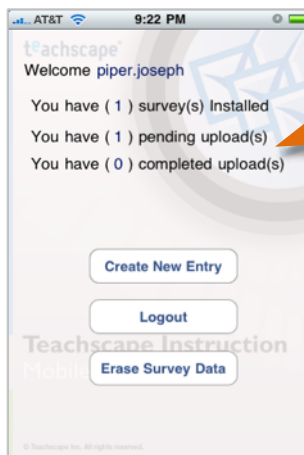 AT&T 9:22 PM
teachscape
Welcome piper.joseph
You have ( 1 ) survey(s) Installed
You have ( 1 ) pending upload(s)
You have ( 0 ) completed upload(s)
Create New Entry
Logout
Teachscape Instruction
Mobile
Erase Survey Data
© Teachscape Inc. All rights reserved.